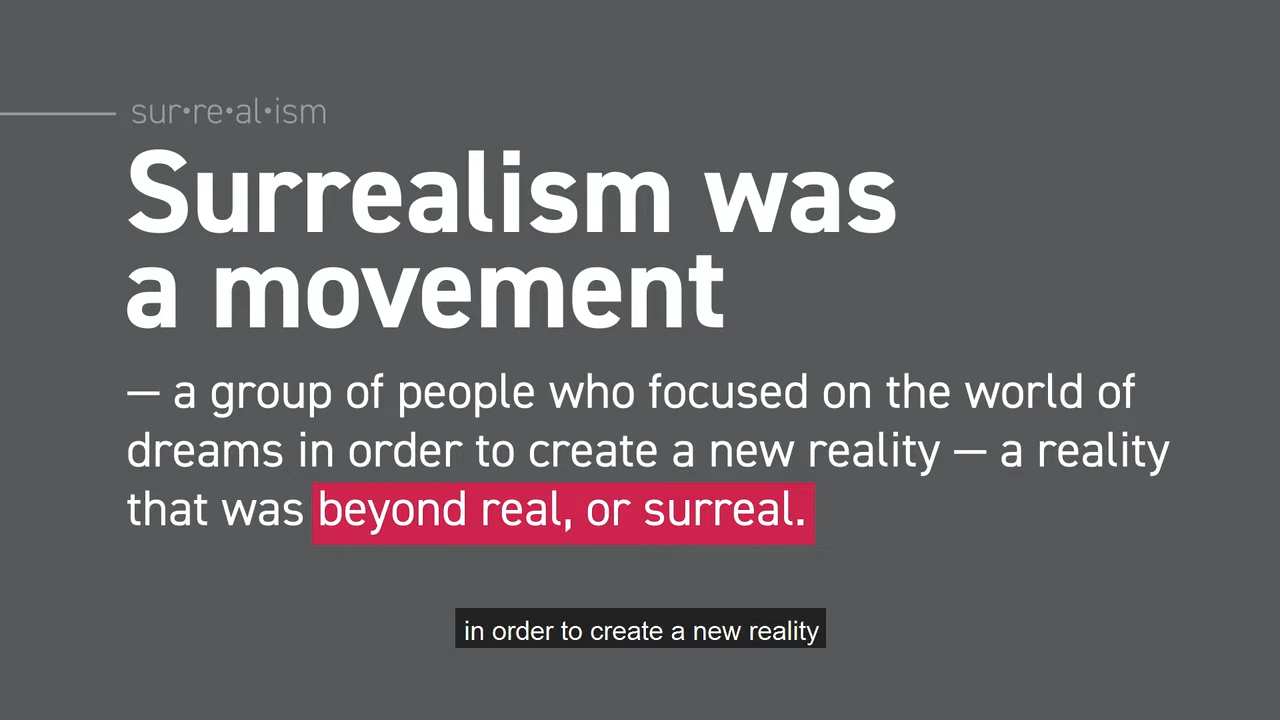 sur•re•al•ism
Surrealism was
a movement
— a group of people who focused on the world of
dreams in order to create a new reality — a reality
that was beyond real, or surreal.
in order to create a new reality